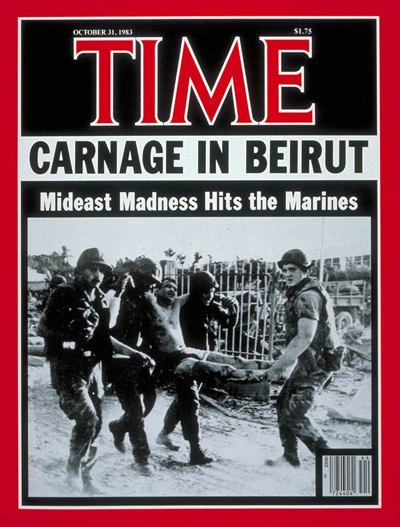 OCTOBER 31, 1983
$1.75
TIME
CARNAGE IN BEIRUT
Mideast Madness Hits the Marines